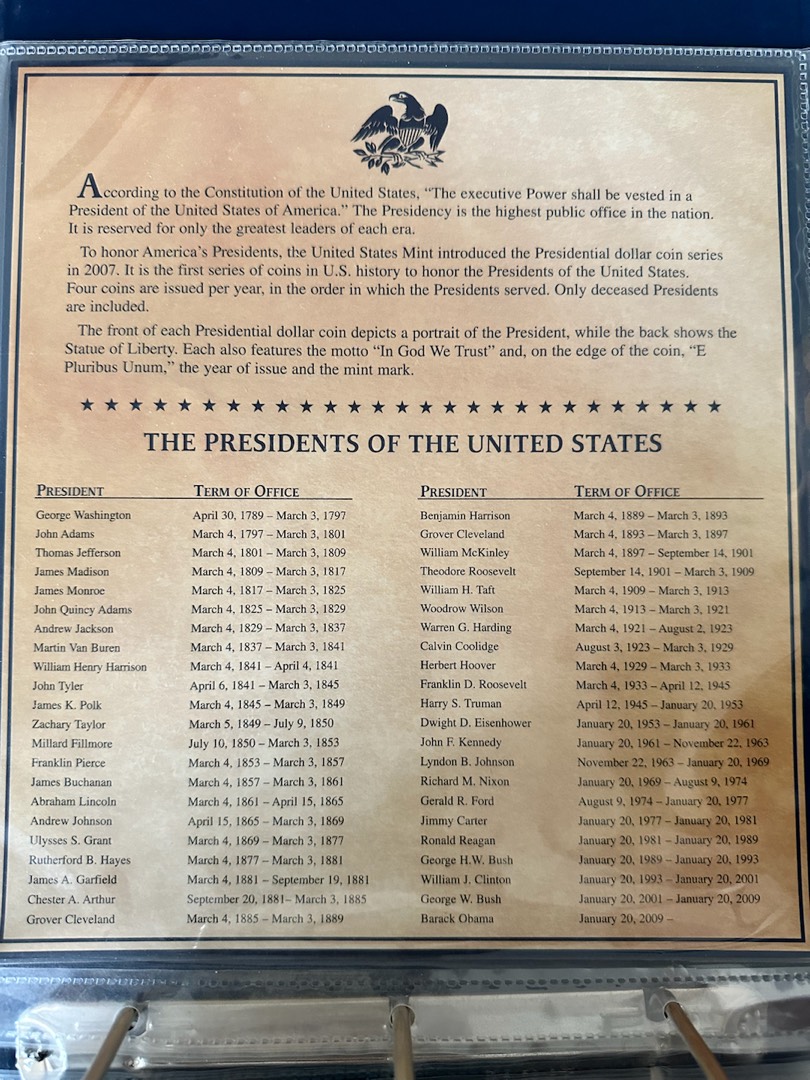 According to the Constitution of the United States, “The executive Power shall be vested in a
President of the United States of America.” The Presidency is the highest public office in the nation.
It is reserved for only the greatest leaders of each era.
To honor America’s Presidents, the United States Mint introduced the Presidential dollar coin series
in 2007. It is the first series of coins in U.S. history to honor the Presidents of the United States.
Four coins are issued per year, in the order in which the Presidents served. Only deceased Presidents
are included.
The front of each Presidential dollar coin depicts a portrait of the President, while the back shows the
Statue of Liberty. Each also features the motto “In God We Trust” and, on the edge of the coin, “E
Pluribus Unum,” the year of issue and the mint mark.
THE PRESIDENTS OF THE UNITED STATES
PRESIDENT TERM OF OFFICE
George Washington April 30, 1789 – March 3, 1797
John Adams March 4, 1797 – March 3, 1801
Thomas Jefferson March 4, 1801 – March 3, 1809
James Madison March 4, 1809 – March 3, 1817
James Monroe March 4, 1817 – March 3, 1825
John Quincy Adams March 4, 1825 – March 3, 1829
Andrew Jackson March 4, 1829 – March 3, 1837
Martin Van Buren March 4, 1837 – March 3, 1841
William Henry Harrison March 4, 1841 – April 4, 1841
John Tyler April 6, 1841 – March 3, 1845
James K. Polk March 4, 1845 – March 3, 1849
Zachary Taylor March 5, 1849 – July 9, 1850
Millard Fillmore July 10, 1850 – March 3, 1853
Franklin Pierce March 4, 1853 – March 3, 1857
James Buchanan March 4, 1857 – March 3, 1861
Abraham Lincoln March 4, 1861 – April 15, 1865
Andrew Johnson April 15, 1865 – March 3, 1869
Ulysses S. Grant March 4, 1869 – March 3, 1877
Rutherford B. Hayes March 4, 1877 – March 3, 1881
James A. Garfield March 4, 1881 – September 19, 1881
Chester A. Arthur September 20, 1881– March 3, 1885
Grover Cleveland March 4, 1885 – March 3, 1889
PRESIDENT TERM OF OFFICE
Benjamin Harrison March 4, 1889 – March 3, 1893
Grover Cleveland March 4, 1893 – March 3, 1897
William McKinley March 4, 1897 – September 14, 1901
Theodore Roosevelt September 14, 1901 – March 3, 1909
William H. Taft March 4, 1909 – March 3, 1913
Woodrow Wilson March 4, 1913 – March 3, 1921
Warren G. Harding March 4, 1921 – August 2, 1923
Calvin Coolidge August 3, 1923 – March 3, 1929
Herbert Hoover March 4, 1929 – March 3, 1933
Franklin D. Roosevelt March 4, 1933 – April 12, 1945
Harry S. Truman April 12, 1945 – January 20, 1953
Dwight D. Eisenhower January 20, 1953 – January 20, 1961
John F. Kennedy January 20, 1961 – November 22, 1963
Lyndon B. Johnson November 22, 1963 – January 20, 1969
Richard M. Nixon January 20, 1969 – August 9, 1974
Gerald R. Ford August 9, 1974 – January 20, 1977
Jimmy Carter January 20, 1977 – January 20, 1981
Ronald Reagan January 20, 1981 – January 20, 1989
George H.W. Bush January 20, 1989 – January 20, 1993
William J. Clinton January 20, 1993 – January 20, 2001
George W. Bush January 20, 2001 – January 20, 2009
Barack Obama January 20, 2009 –